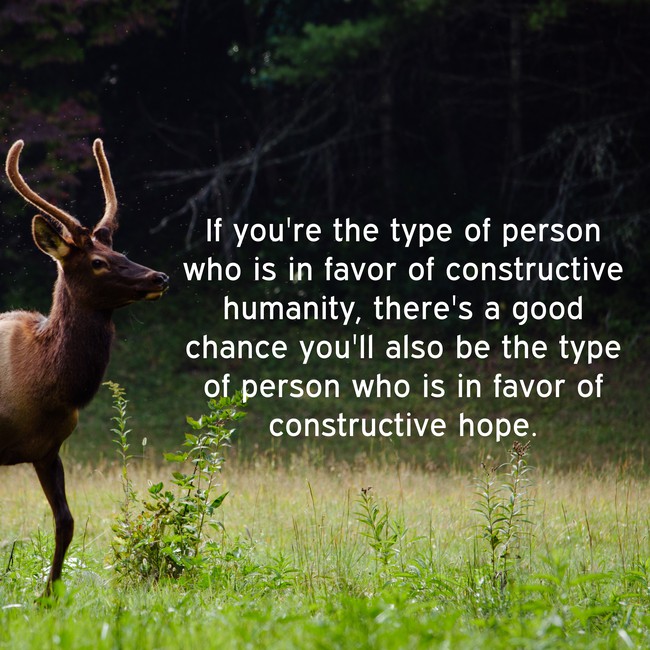 If you're the type of person
who is in favor of constructive
humanity, there's a good
chance you'll also be the type
of person who is in favor of
constructive hope.